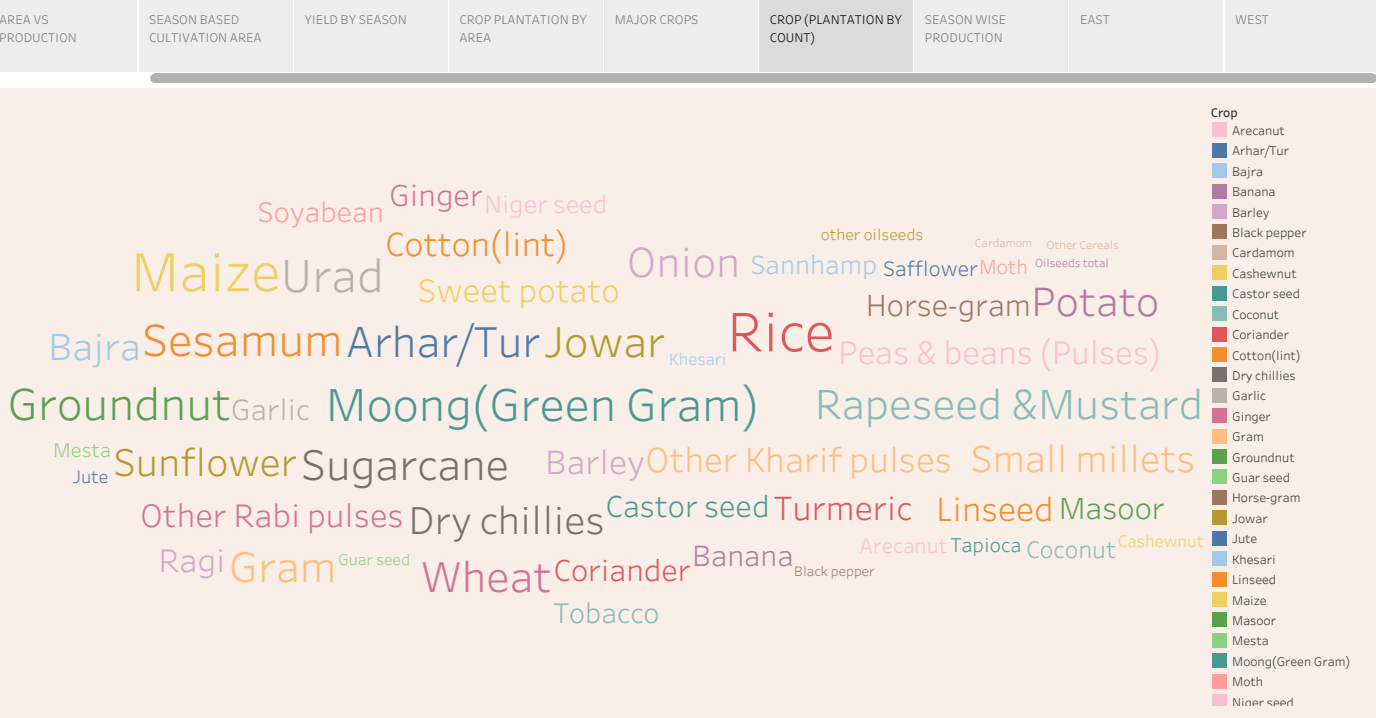 AREA VS
PRODUCTION
SEASON BASED
CULTIVATION AREA
YIELD BY SEASON
CROP PLANTATION BY
AREA
MAJOR CROPS
CROP (PLANTATION BY
COUNT)
SEASON WISE
PRODUCTION
EAST
WEST
Ginger
Niger seed
Soyabean
Cotton(lint)
other oilseeds
Cardamom
Other Cereals
Maize
Urad
Onion
Sannhamp
Safflower
Moth
Oilseeds total
Sweet potato
Horse-gram
Potato
Bajra
Sesamum
Arhar/Tur
Jowar
Khesari
Rice
Peas & beans (Pulses)
Groundnut
Garlic
Moong(Green Gram)
Rapeseed &Mustard
Mesta
Jute
Sunflower
Sugarcane
Barley
Other Kharif pulses
Small millets
Other Rabi pulses
Dry chillies
Castor seed
Turmeric
Linseed
Masoor
Ragi
Gram
Guar seed
Wheat
Coriander
Banana
Black pepper
Arecanut
Tapioca
Coconut
Cashewnut
Tobacco
Crop
Arecanut
Arhar/Tur
Bajra
Banana
Barley
Black pepper
Cardamom
Cashewnut
Castor seed
Coconut
Coriander
Cotton(lint)
Dry chillies
Garlic
Ginger
Gram
Groundnut
Guar seed
Horse-gram
Jowar
Jute
Khesari
Linseed
Maize
Masoor
Mesta
Moong(Green Gram)
Moth
Niger seed